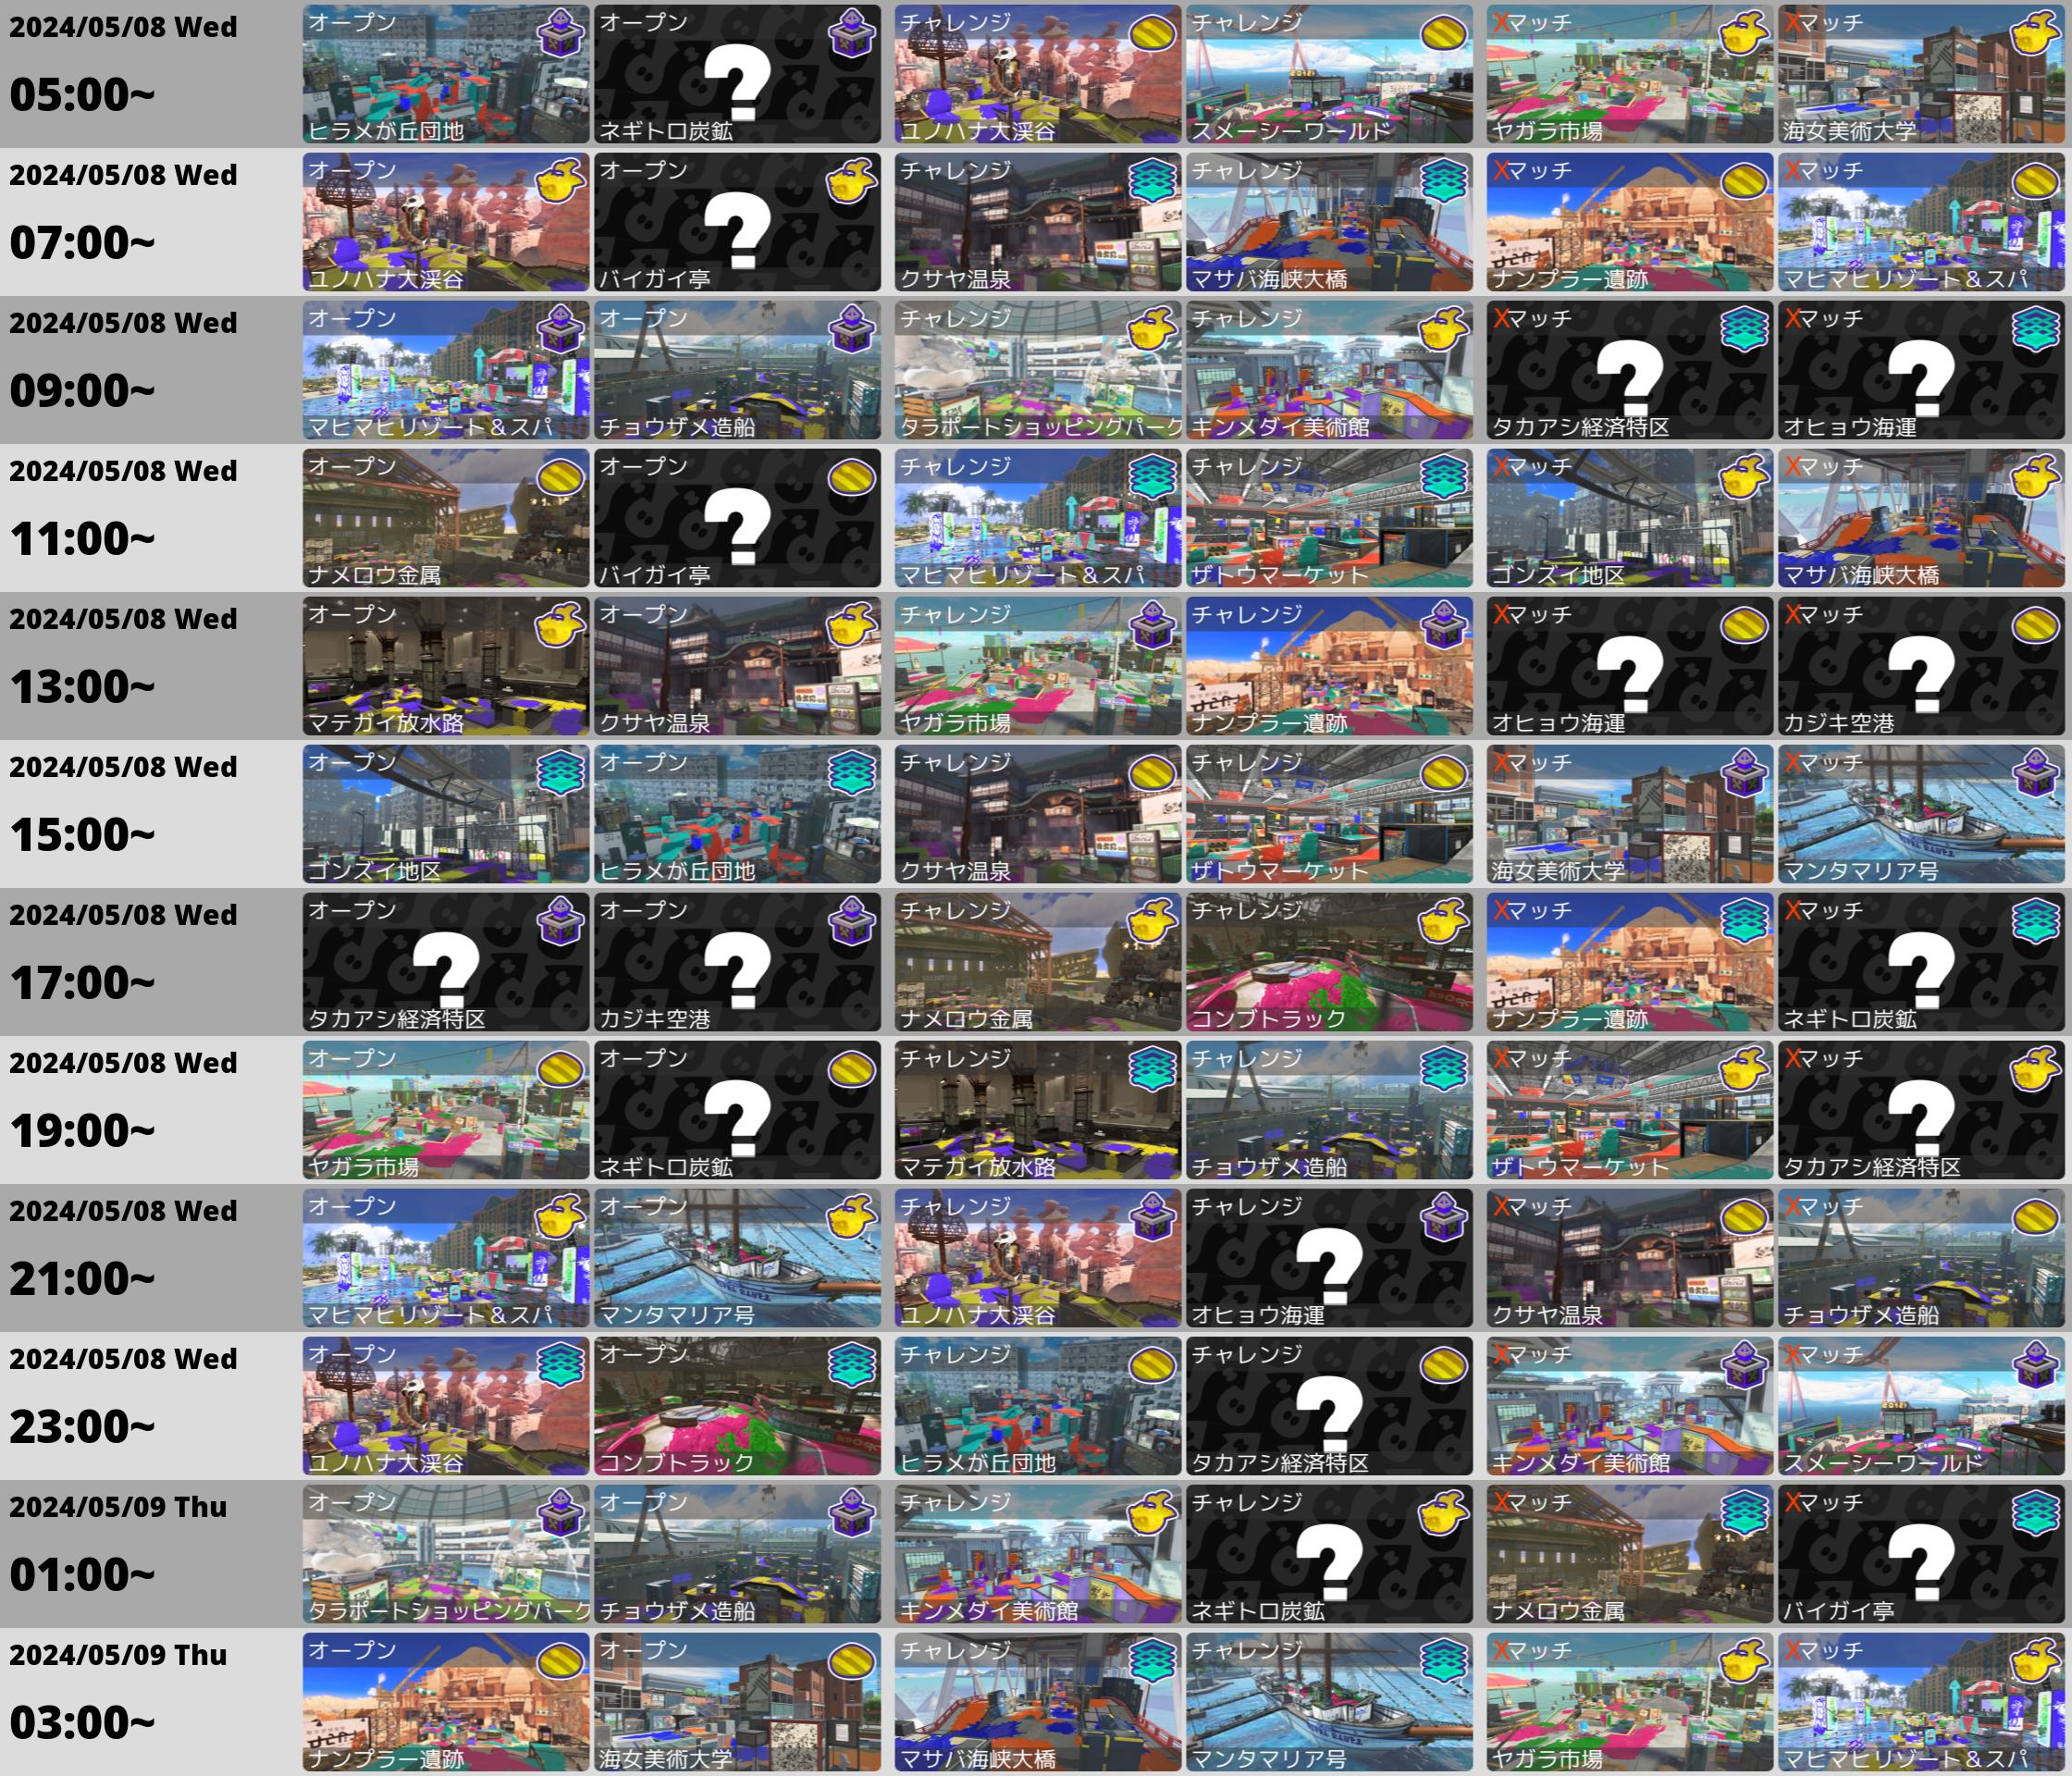 2024/05/08 Wed
05:00~
オープン
ヒラメが丘団地
オープン
ネギトロ炭鉱
チャレンジ
ユノハナ大渓谷
チャレンジ
スメーシーワールド
Xマッチ
ヤガラ市場
Xマッチ
海女美術大学
2024/05/08 Wed
07:00~
オープン
ユノハナ大渓谷
オープン
バイガイ亭
チャレンジ
クサヤ温泉
チャレンジ
マサバ海峡大橋
Xマッチ
ナンプラー遺跡
Xマッチ
マヒマヒリゾート＆スパ
2024/05/08 Wed
09:00~
オープン
マヒマヒリゾート＆スパ
オープン
チョウザメ造船
チャレンジ
タラポートショッピングパーク
チャレンジ
キンメダイ美術館
Xマッチ
タカアシ経済特区
Xマッチ
オヒョウ海運
2024/05/08 Wed
11:00~
オープン
ナメロウ金属
オープン
バイガイ亭
チャレンジ
マヒマヒリゾート＆スパ
チャレンジ
ザトウマーケット
Xマッチ
ゴンズイ地区
Xマッチ
マサバ海峡大橋
2024/05/08 Wed
13:00~
オープン
マテガイ放水路
オープン
クサヤ温泉
チャレンジ
ヤガラ市場
チャレンジ
ナンプラー遺跡
Xマッチ
オヒョウ海運
Xマッチ
カジキ空港
2024/05/08 Wed
15:00~
オープン
ゴンズイ地区
オープン
ヒラメが丘団地
チャレンジ
クサヤ温泉
チャレンジ
ザトウマーケット
Xマッチ
海女美術大学
Xマッチ
マンタマリア号
2024/05/08 Wed
17:00~
オープン
タカアシ経済特区
オープン
カジキ空港
チャレンジ
ナメロウ金属
チャレンジ
コンブトラック
Xマッチ
ナンプラー遺跡
Xマッチ
ネギトロ炭鉱
2024/05/08 Wed
19:00~
オープン
ヤガラ市場
オープン
ネギトロ炭鉱
チャレンジ
マテガイ放水路
チャレンジ
チョウザメ造船
Xマッチ
ザトウマーケット
Xマッチ
タカアシ経済特区
2024/05/08 Wed
21:00~
オープン
マヒマヒリゾート＆スパ
オープン
マンタマリア号
チャレンジ
ユノハナ大渓谷
チャレンジ
オヒョウ海運
Xマッチ
クサヤ温泉
Xマッチ
チョウザメ造船
2024/05/08 Wed
23:00~
オープン
ユノハナ大渓谷
オープン
コンブトラック
チャレンジ
ヒラメが丘団地
チャレンジ
タカアシ経済特区
Xマッチ
キンメダイ美術館
Xマッチ
スメーシーワールド
2024/05/09 Thu
01:00~
オープン
タラポートショッピングパーク
オープン
チョウザメ造船
チャレンジ
キンメダイ美術館
チャレンジ
ネギトロ炭鉱
Xマッチ
ナメロウ金属
Xマッチ
バイガイ亭
2024/05/09 Thu
03:00~
オープン
ナンプラー遺跡
オープン
海女美術大学
チャレンジ
マサバ海峡大橋
チャレンジ
マンタマリア号
Xマッチ
ヤガラ市場
Xマッチ
マヒマヒリゾート＆スパ